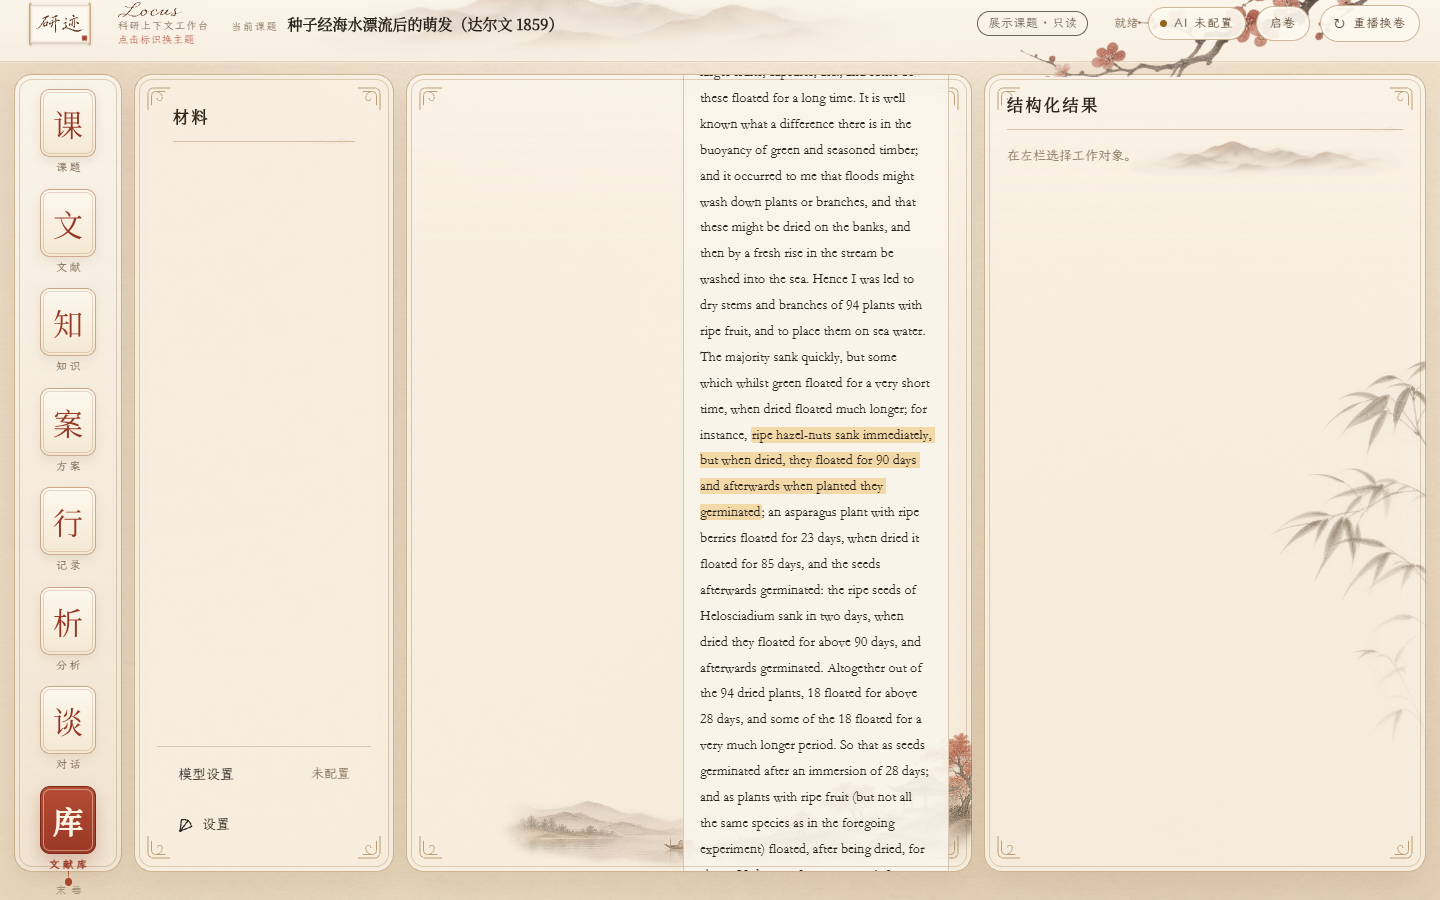 研迹
Locus
科研上下文工作台
点击标识换主题
当前课题 种子经海水漂流后的萌发（达尔文 1859）
展示课题・只读
就绪
AI 未配置
启卷
重播换卷
课
课题
文
文献
知
知识
案
方案
行
记录
析
分析
谈
对话
库
文献库
末卷
材料
模型设置 未配置
设置
these floated for a long time. It is well
known what a difference there is in the
buoyancy of green and seasoned timber;
and it occurred to me that floods might
wash down plants or branches, and that
these might be dried on the banks, and
then by a fresh rise in the stream be
washed into the sea. Hence I was led to
dry stems and branches of 94 plants with
ripe fruit, and to place them on sea water.
The majority sank quickly, but some
which whilst green floated for a very short
time, when dried floated much longer; for
instance, ripe hazel-nuts sank immediately,
but when dried, they floated for 90 days
and afterwards when planted they
germinated; an asparagus plant with ripe
berries floated for 23 days, when dried it
floated for 85 days, and the seeds
afterwards germinated: the ripe seeds of
Helosciadium sank in two days, when
dried they floated for above 90 days, and
afterwards germinated. Altogether out of
the 94 dried plants, 18 floated for above
28 days, and some of the 18 floated for a
very much longer period. So that as seeds
germinated after an immersion of 28 days;
and as plants with ripe fruit (but not all
the same species as in the foregoing
experiment) floated, after being dried, for
结构化结果
在左栏选择工作对象。